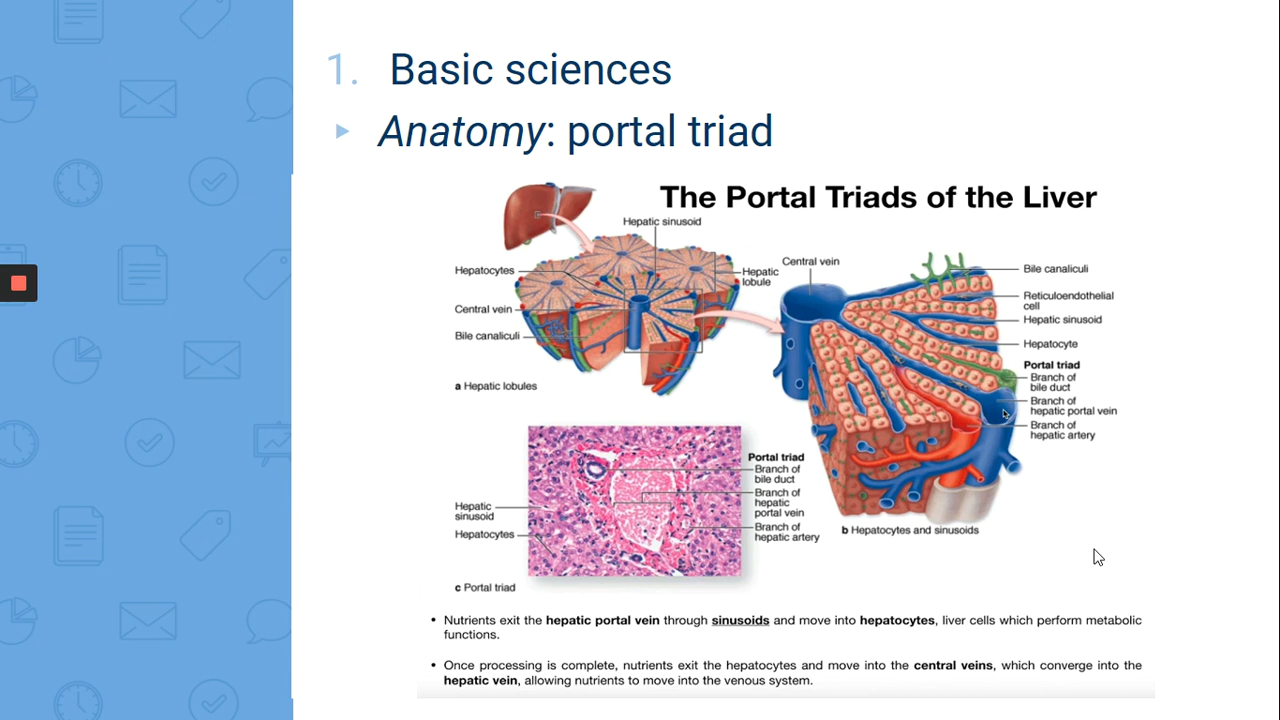 1. Basic sciences
▸ Anatomy: portal triad
The Portal Triads of the Liver
Hepatic sinusoid
Hepatocytes
Hepatic
lobule
Central vein
Bile canaliculi
a Hepatic lobules
Central vein
Bile canaliculi
Reticuloendothelial
cell
Hepatic sinusoid
Hepatocyte
Portal triad
Branch of
bile duct
Branch of
hepatic portal vein
Branch of
hepatic artery
b Hepatocytes and sinusoids
Portal triad
Branch of
bile duct
Branch of
hepatic
portal vein
Branch of
hepatic artery
Hepatic
sinusoid
Hepatocytes
c Portal triad
• Nutrients exit the hepatic portal vein through sinusoids and move into hepatocytes, liver cells which perform metabolic
functions.
• Once processing is complete, nutrients exit the hepatocytes and move into the central veins, which converge into the
hepatic vein, allowing nutrients to move into the venous system.